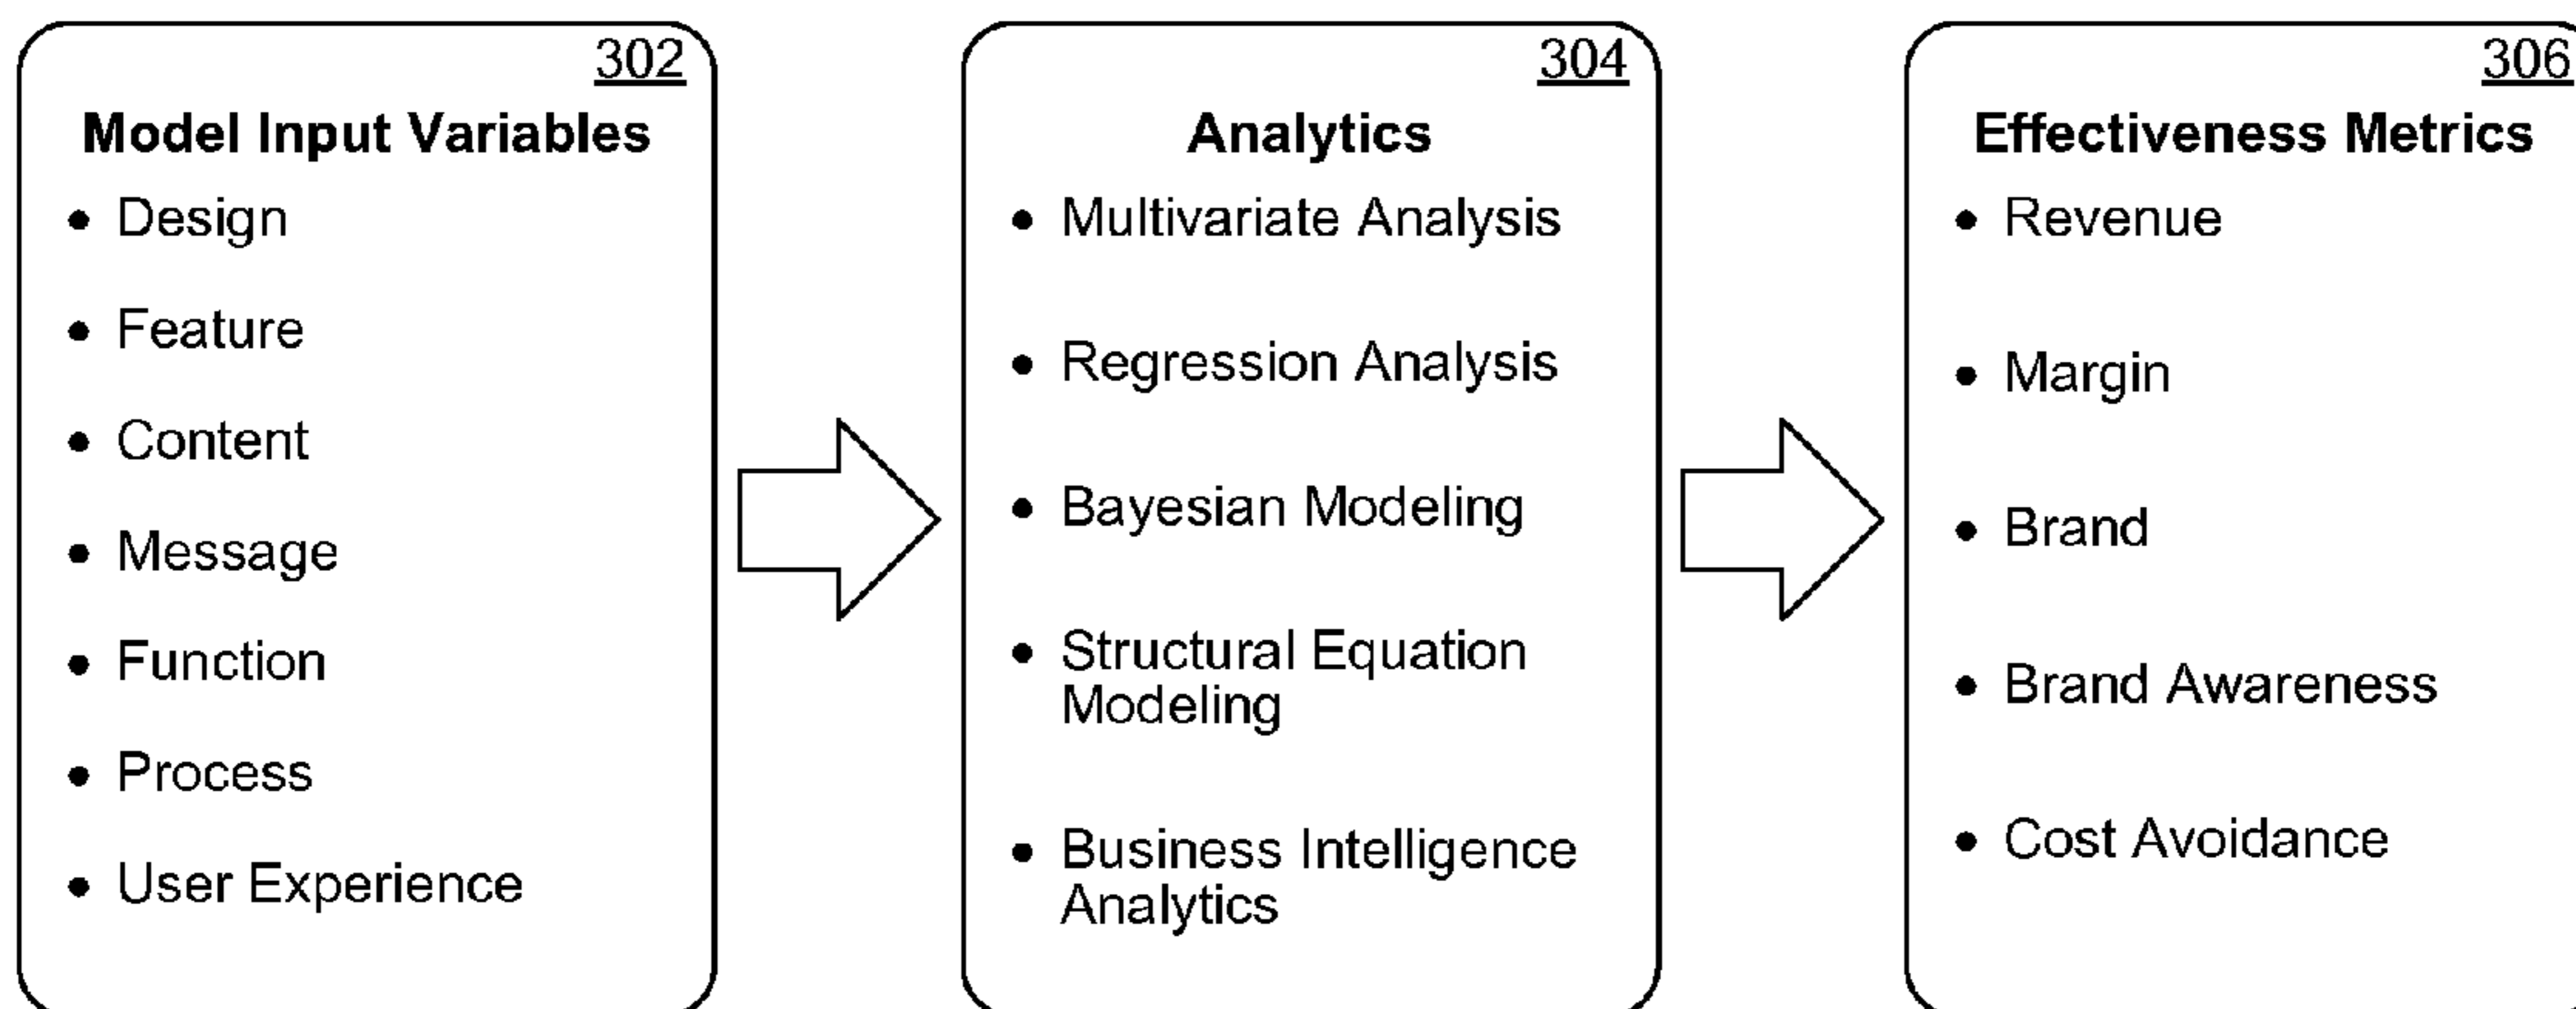 302
Model Input Variables
• Design
• Feature
• Content
• Message
• Function
• Process
• User Experience
304
Analytics
• Multivariate Analysis
• Regression Analysis
• Bayesian Modeling
• Structural Equation
Modeling
• Business Intelligence
Analytics
306
Effectiveness Metrics
• Revenue
• Margin
• Brand
• Brand Awareness
• Cost Avoidance